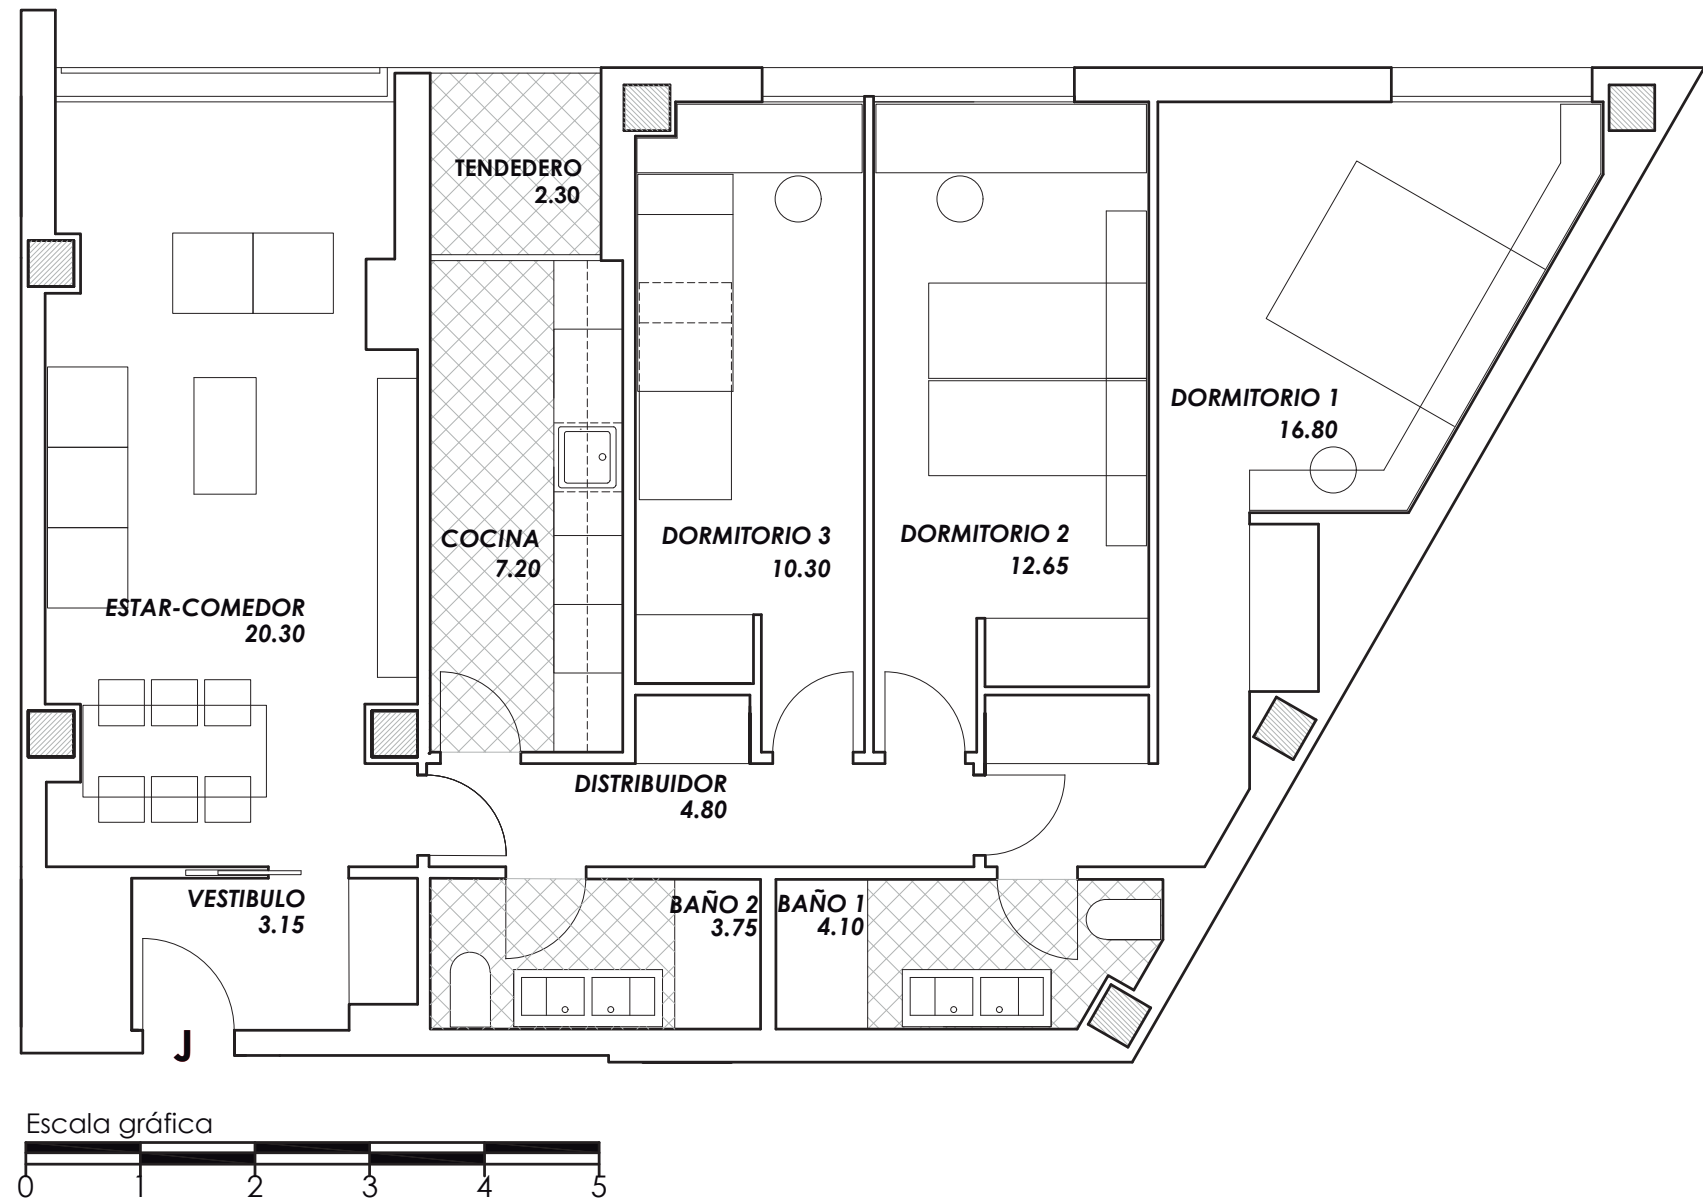 TENDEDERO
2.30
DORMITORIO 1
16.80
COCINA
7.20
DORMITORIO 3
10.30
DORMITORIO 2
12.65
ESTAR-COMEDOR
20.30
DISTRIBUIDOR
4.80
VESTIBULO
3.15
BAÑO 2
3.75
BAÑO 1
4.10
J
Escala gráfica
0 1 2 3 4 5